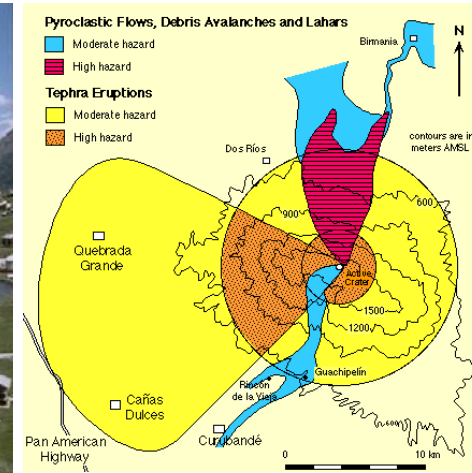 Pyroclastic Flows, Debris Avalanches and Lahars
Moderate hazard
High hazard
Tephra Eruptions
Moderate hazard
High hazard
Birmania
N
contours are in
meters AMSL
Dos Ríos
600
900
Quebrada
Grande
Active
Crater
1500
1200
Guachipelín
Rincón
de la Vieja
Cañías
Dulces
Curubandé
600
Pan American
Highway
0
10 km